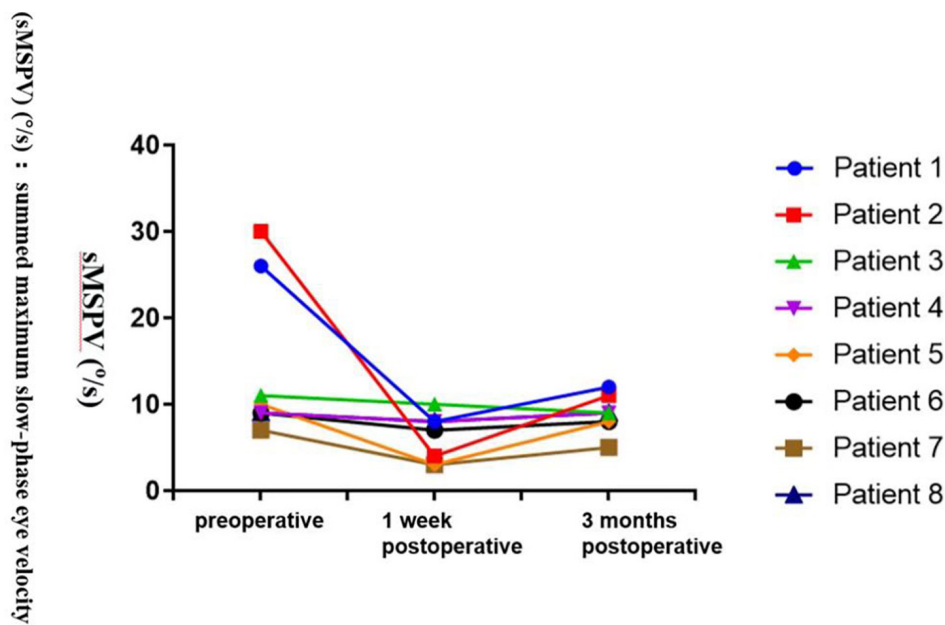 (sMSPV) (°/s) : summed maximum slow-phase eye velocity
sMSPV (°/s)
40
30
20
10
0
preoperative
1 week
postoperative
3 months
postoperative
Patient 1
Patient 2
Patient 3
Patient 4
Patient 5
Patient 6
Patient 7
Patient 8